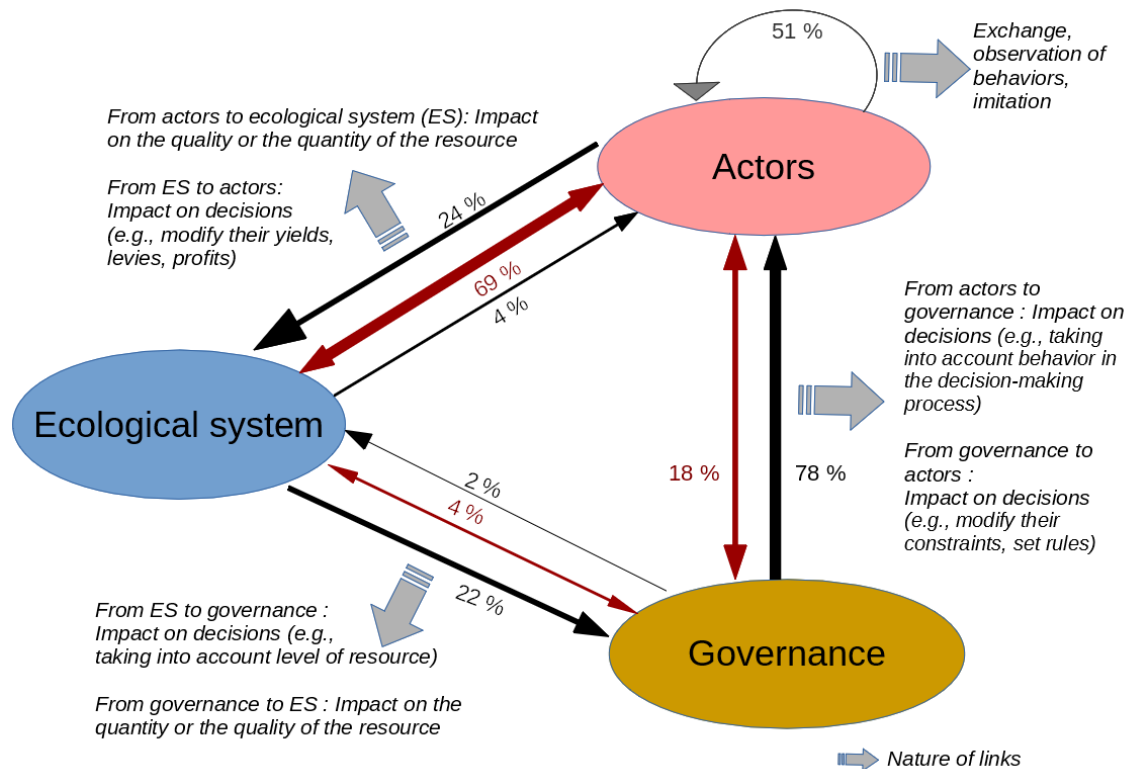 51 %
Exchange,
observation of
behaviors,
imitation
From actors to ecological system (ES): Impact
on the quality or the quantity of the resource
From ES to actors:
Impact on decisions
(e.g., modify their yields,
levies, profits)
Actors
24 %
69 %
4 %
From actors to
governance : Impact on
decisions (e.g., taking
into account behavior in
the decision-making
process)
Ecological system
From governance to
actors :
Impact on decisions
(e.g., modify their
constraints, set rules)
18 %
78 %
2 %
4 %
22 %
From ES to governance :
Impact on decisions (e.g.,
taking into account level of resource)
From governance to ES : Impact on the
quantity or the quality of the resource
Governance
Nature of links